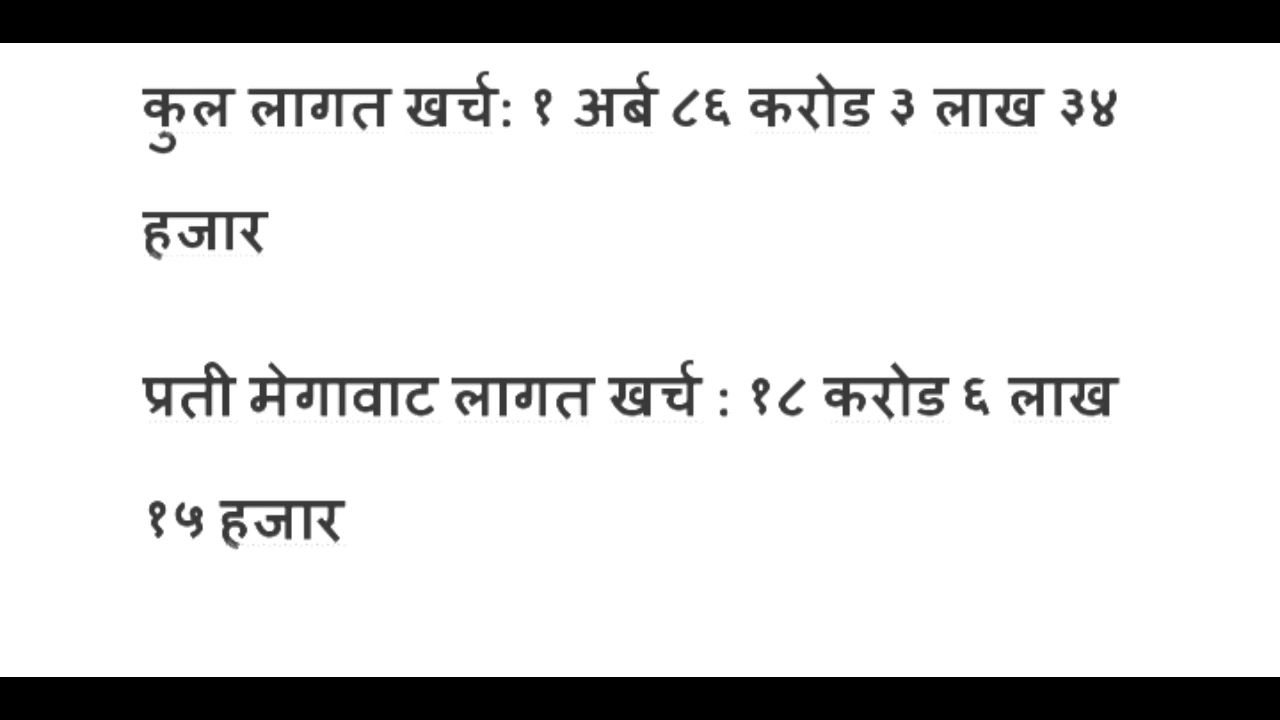 कुल लागत खर्च: १ अर्ब ८६ करोड ३ लाख ३४
हजार
प्रती मेगावाट लागत खर्च : १८ करोड ६ लाख
१५ हजार